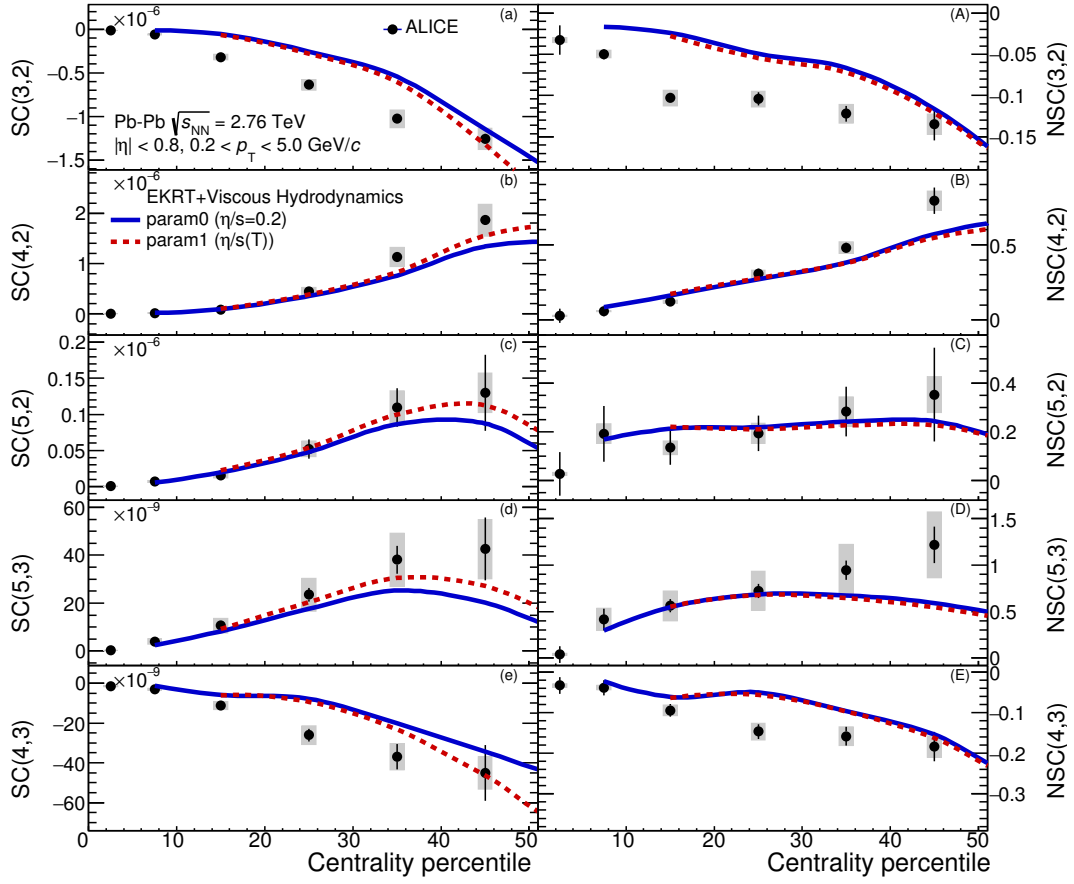 ×10⁻⁶
(a)
ALICE
0
−0.5
−1
−1.5
SC(3,2)
Pb-Pb √s_NN = 2.76 TeV
|η| < 0.8, 0.2 < p_T < 5.0 GeV/c
(A)
0
−0.05
−0.1
−0.15
NSC(3,2)
×10⁻⁶
(b)
EKRT+Viscous Hydrodynamics
param0 (η/s=0.2)
param1 (η/s(T))
2
1
0
SC(4,2)
(B)
0.5
0
NSC(4,2)
0.2
×10⁻⁶
(c)
0.15
0.1
0.05
0
SC(5,2)
(C)
0.4
0.2
0
NSC(5,2)
60
×10⁻⁹
(d)
40
20
0
SC(5,3)
(D)
1.5
1
0.5
0
NSC(5,3)
×10⁻⁹
(e)
0
−20
−40
−60
SC(4,3)
(E)
0
−0.1
−0.2
−0.3
NSC(4,3)
0 10 20 30 40 50
Centrality percentile
10 20 30 40 50
Centrality percentile